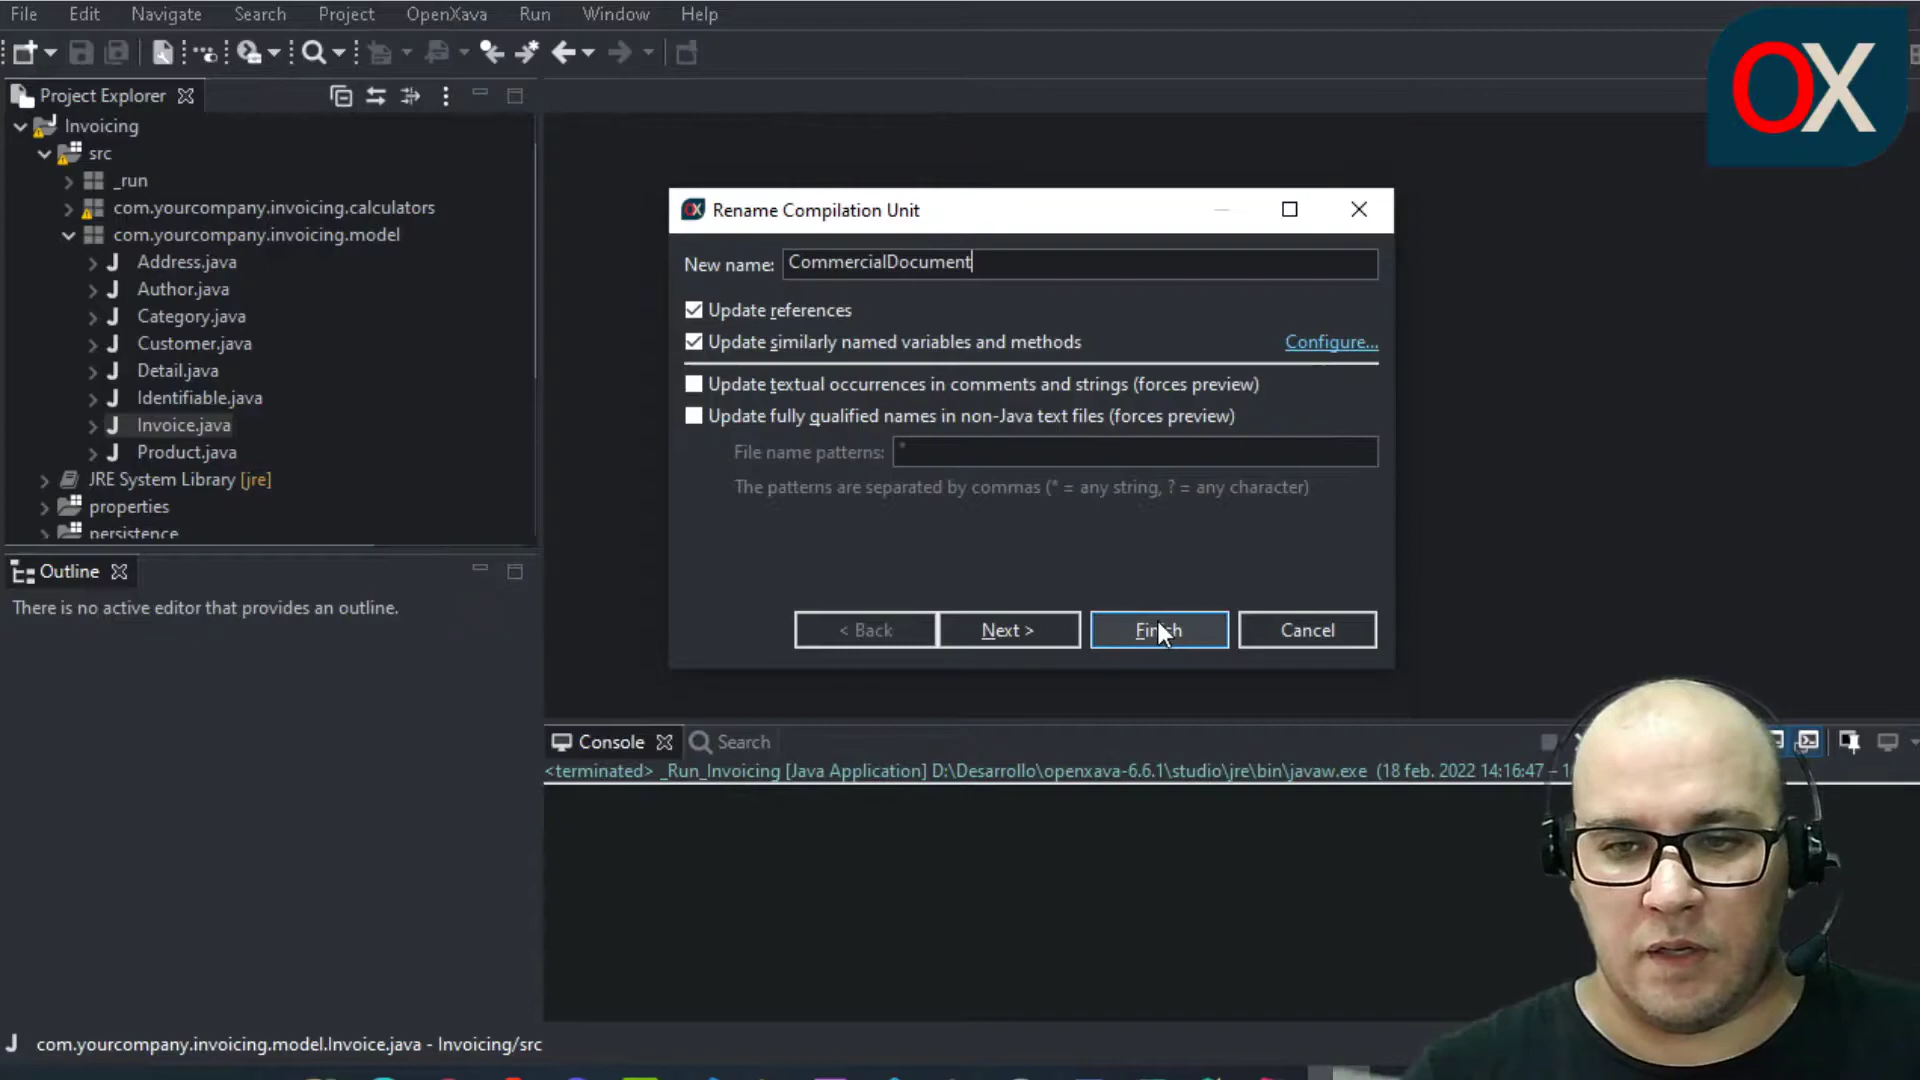 File Edit Navigate Search Project OpenXava Run Window Help
OX
Project Explorer
Invoicing
src
_run
com.yourcompany.invoicing.calculators
com.yourcompany.invoicing.model
Address.java
Author.java
Category.java
Customer.java
Detail.java
Identifiable.java
Invoice.java
Product.java
JRE System Library [jre]
properties
persistence
Outline
There is no active editor that provides an outline.
OX Rename Compilation Unit
New name: CommercialDocument
Update references
Update similarly named variables and methods Configure...
Update textual occurrences in comments and strings (forces preview)
Update fully qualified names in non-Java text files (forces preview)
File name patterns: *
The patterns are separated by commas (* = any string, ? = any character)
< Back Next > Finish Cancel
Console Search
<terminated> _Run_Invoicing [Java Application] D:\Desarrollo\openxava-6.6.1\studio\jre\bin\javaw.exe (18 feb. 2022 14:16:47 –
com.yourcompany.invoicing.model.Invoice.java - Invoicing/src